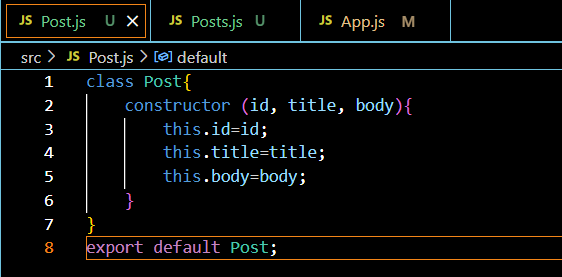 JS Post.js U × JS Posts.js U JS App.js M
src > JS Post.js > default
1 class Post{
2 constructor (id, title, body){
3 this.id=id;
4 this.title=title;
5 this.body=body;
6 }
7 }
8 export default Post;